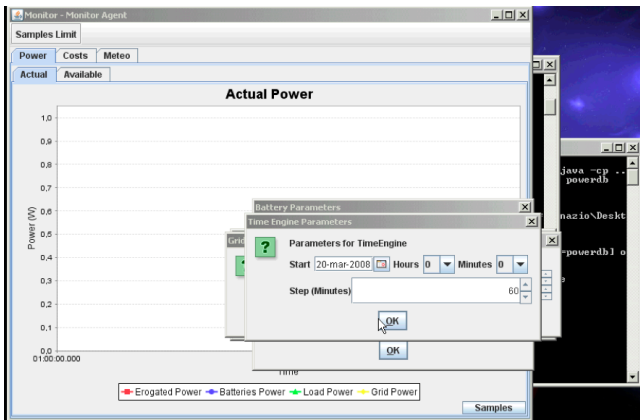 Monitor - Monitor Agent
Samples Limit
Power Costs Meteo
Actual Available
Actual Power
1,0
0,9
0,8
0,7
0,6
0,5
0,4
0,3
0,2
0,1
0,0
Power (W)
01:00:00.000
Time
Erogated Power Batteries Power Load Power Grid Power
Samples
Battery Parameters
Time Engine Parameters
Grid
Parameters for TimeEngine
Start 20-mar-2008 Hours 0 Minutes 0
Step (Minutes) 60
OK
OK
java -cp ..
powerdb
nazio\Deskt
=powerdb] o
e